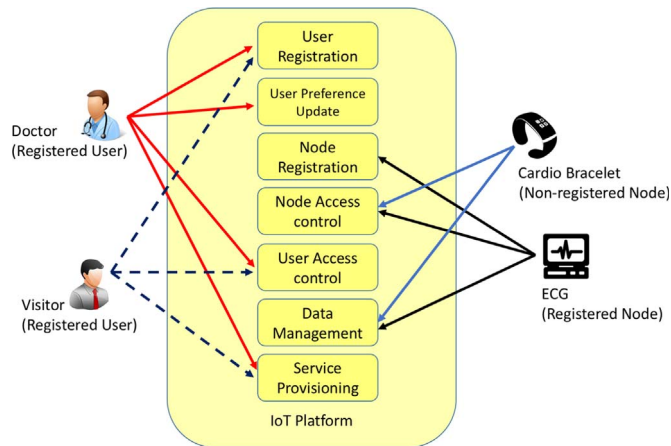 User
Registration
User Preference
Update
Node
Registration
Node Access
control
User Access
control
Data
Management
Service
Provisioning
IoT Platform
Doctor
(Registered User)
Visitor
(Registered User)
Cardio Bracelet
(Non-registered Node)
ECG
(Registered Node)